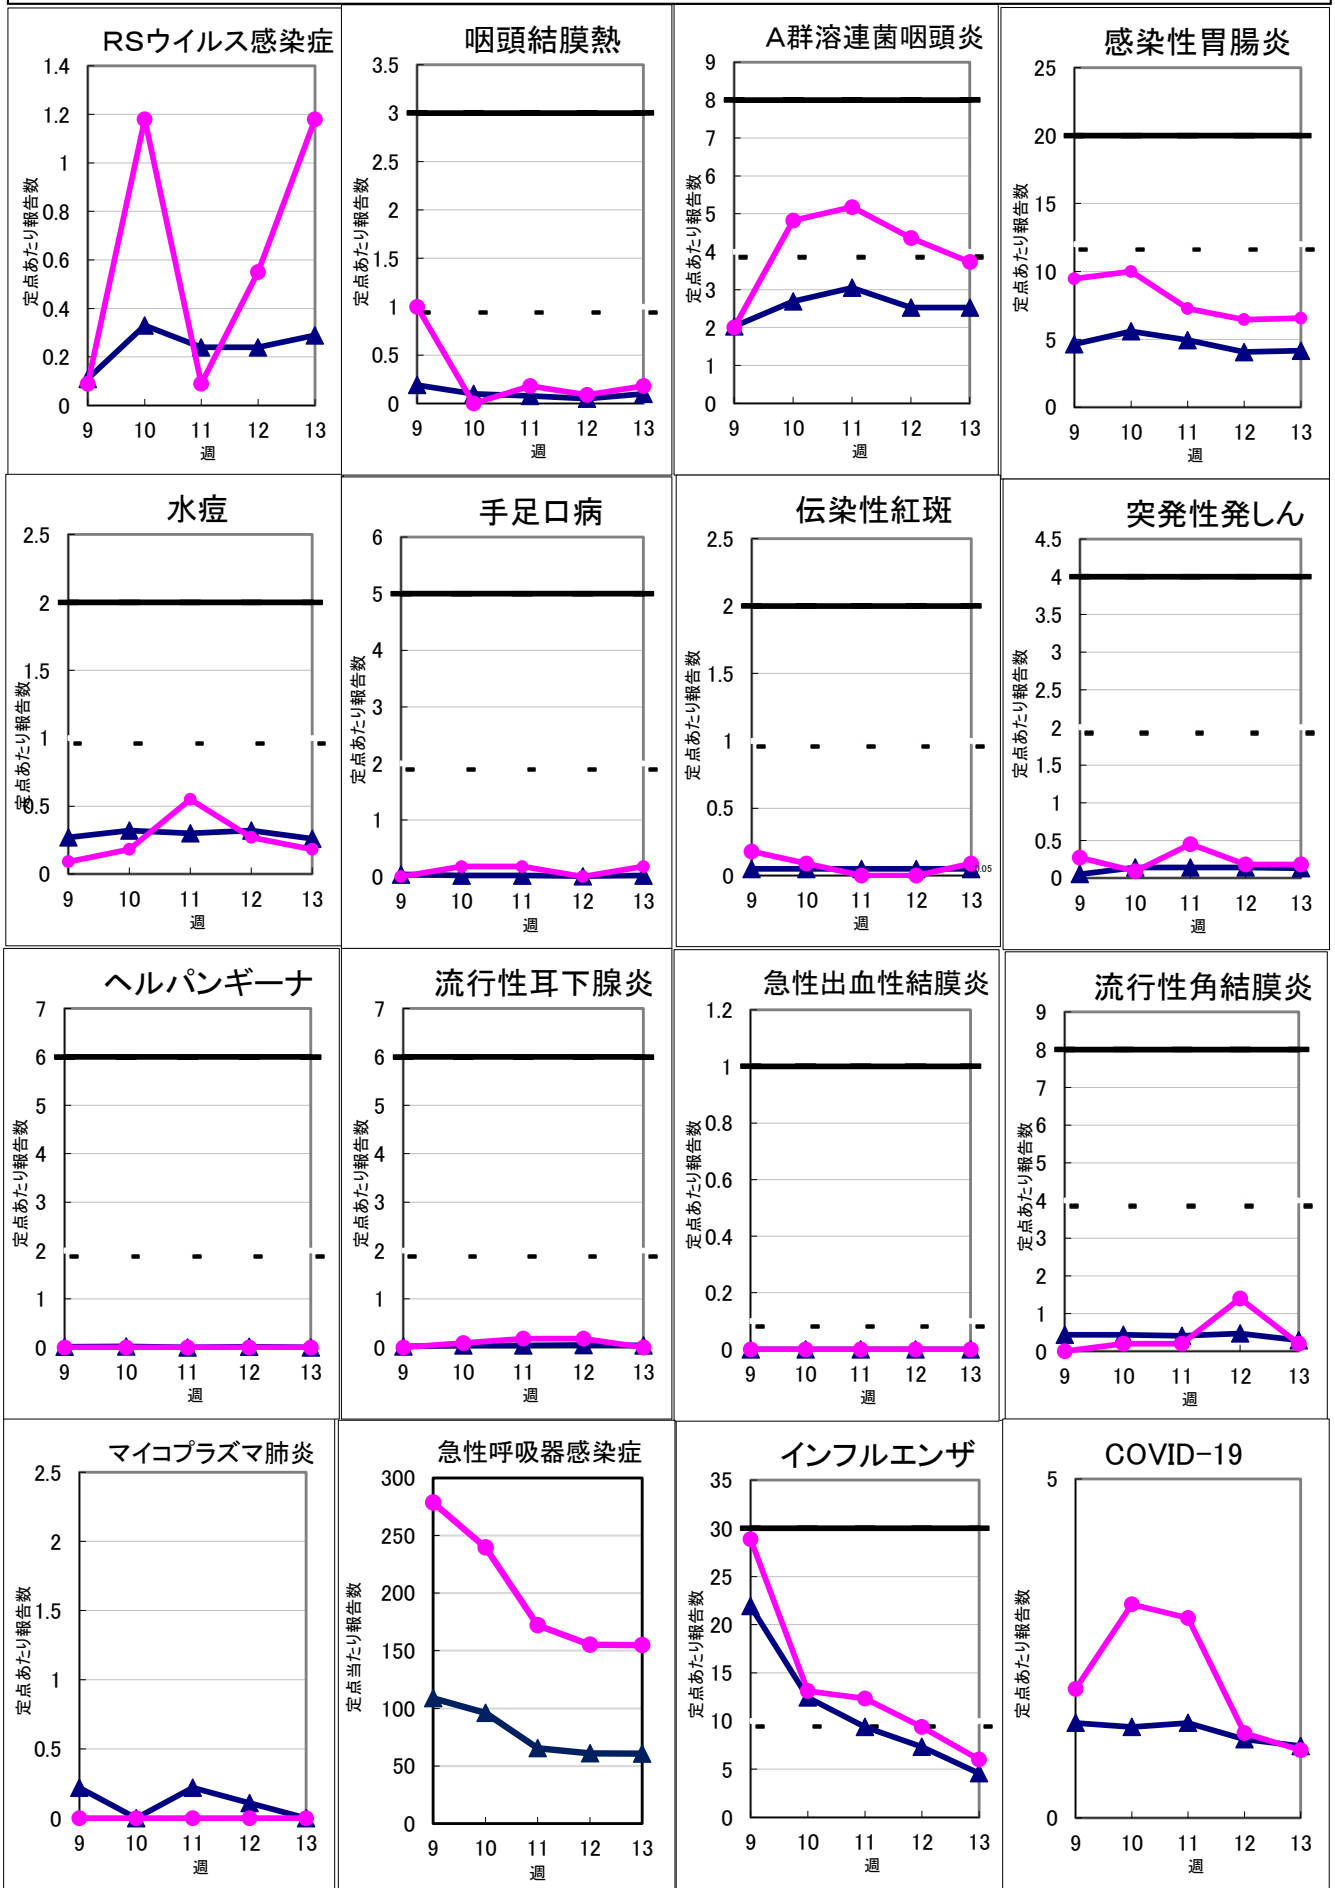 RSウイルス感染症
1.4
1.2
1
0.8
0.6
0.4
0.2
0
定点あたり報告数
9 10 11 12 13
週
咽頭結膜熱
3.5
3
2.5
2
1.5
1
0.5
0
定点あたり報告数
9 10 11 12 13
週
A群溶連菌咽頭炎
9
8
7
6
5
4
3
2
1
0
定点あたり報告数
9 10 11 12 13
週
感染性胃腸炎
25
20
15
10
5
0
定点あたり報告数
9 10 11 12 13
週
水痘
2.5
2
1.5
1
0.5
0
定点あたり報告数
9 10 11 12 13
週
手足口病
6
5
4
3
2
1
0
定点あたり報告数
9 10 11 12 13
週
伝染性紅斑
2.5
2
1.5
1
0.5
0
定点あたり報告数
0.05
9 10 11 12 13
週
突発性発しん
4.5
4
3.5
3
2.5
2
1.5
1
0.5
0
定点あたり報告数
9 10 11 12 13
週
ヘルパンギーナ
7
6
5
4
3
2
1
0
定点あたり報告数
9 10 11 12 13
週
流行性耳下腺炎
7
6
5
4
3
2
1
0
定点あたり報告数
9 10 11 12 13
週
急性出血性結膜炎
1.2
1
0.8
0.6
0.4
0.2
0
定点あたり報告数
9 10 11 12 13
週
流行性角結膜炎
9
8
7
6
5
4
3
2
1
0
定点あたり報告数
9 10 11 12 13
週
マイコプラズマ肺炎
2.5
2
1.5
1
0.5
0
定点あたり報告数
9 10 11 12 13
週
急性呼吸器感染症
300
250
200
150
100
50
0
定点当たり報告数
9 10 11 12 13
週
インフルエンザ
35
30
25
20
15
10
5
0
定点あたり報告数
9 10 11 12 13
週
COVID-19
5
0
定点あたり報告数
9 10 11 12 13
週